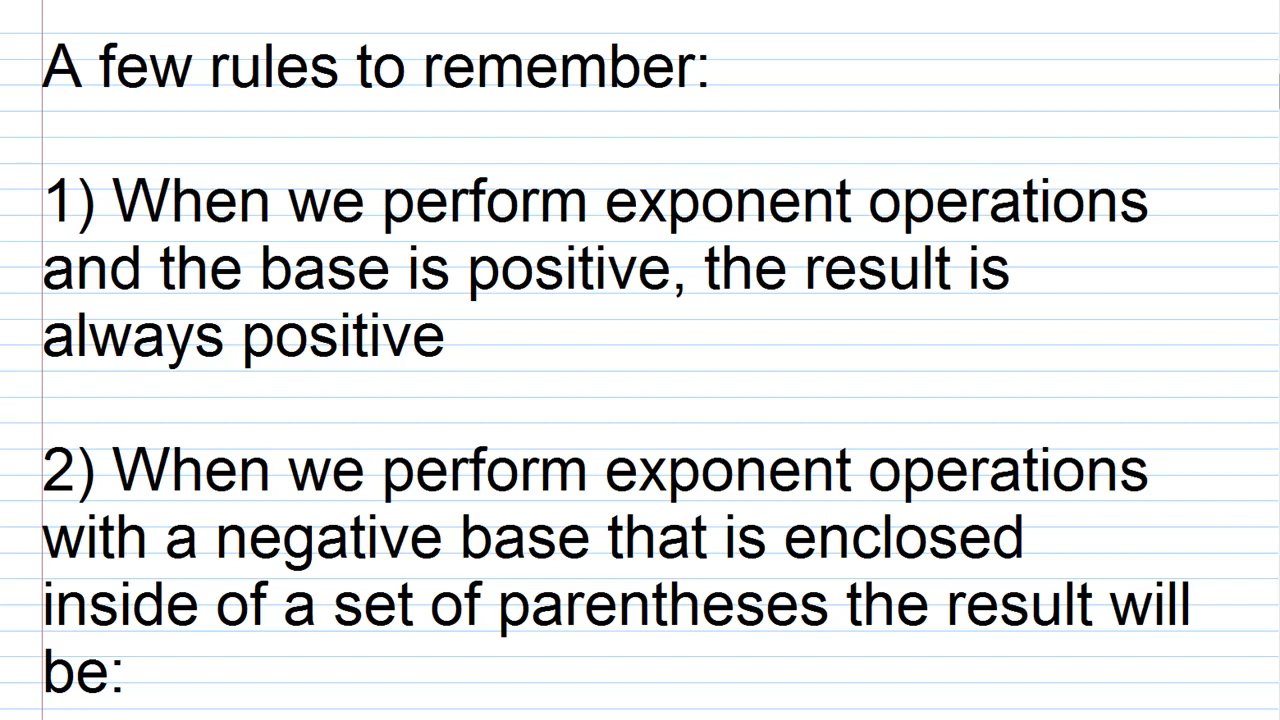 A few rules to remember:
1) When we perform exponent operations
and the base is positive, the result is
always positive
2) When we perform exponent operations
with a negative base that is enclosed
inside of a set of parentheses the result will
be: